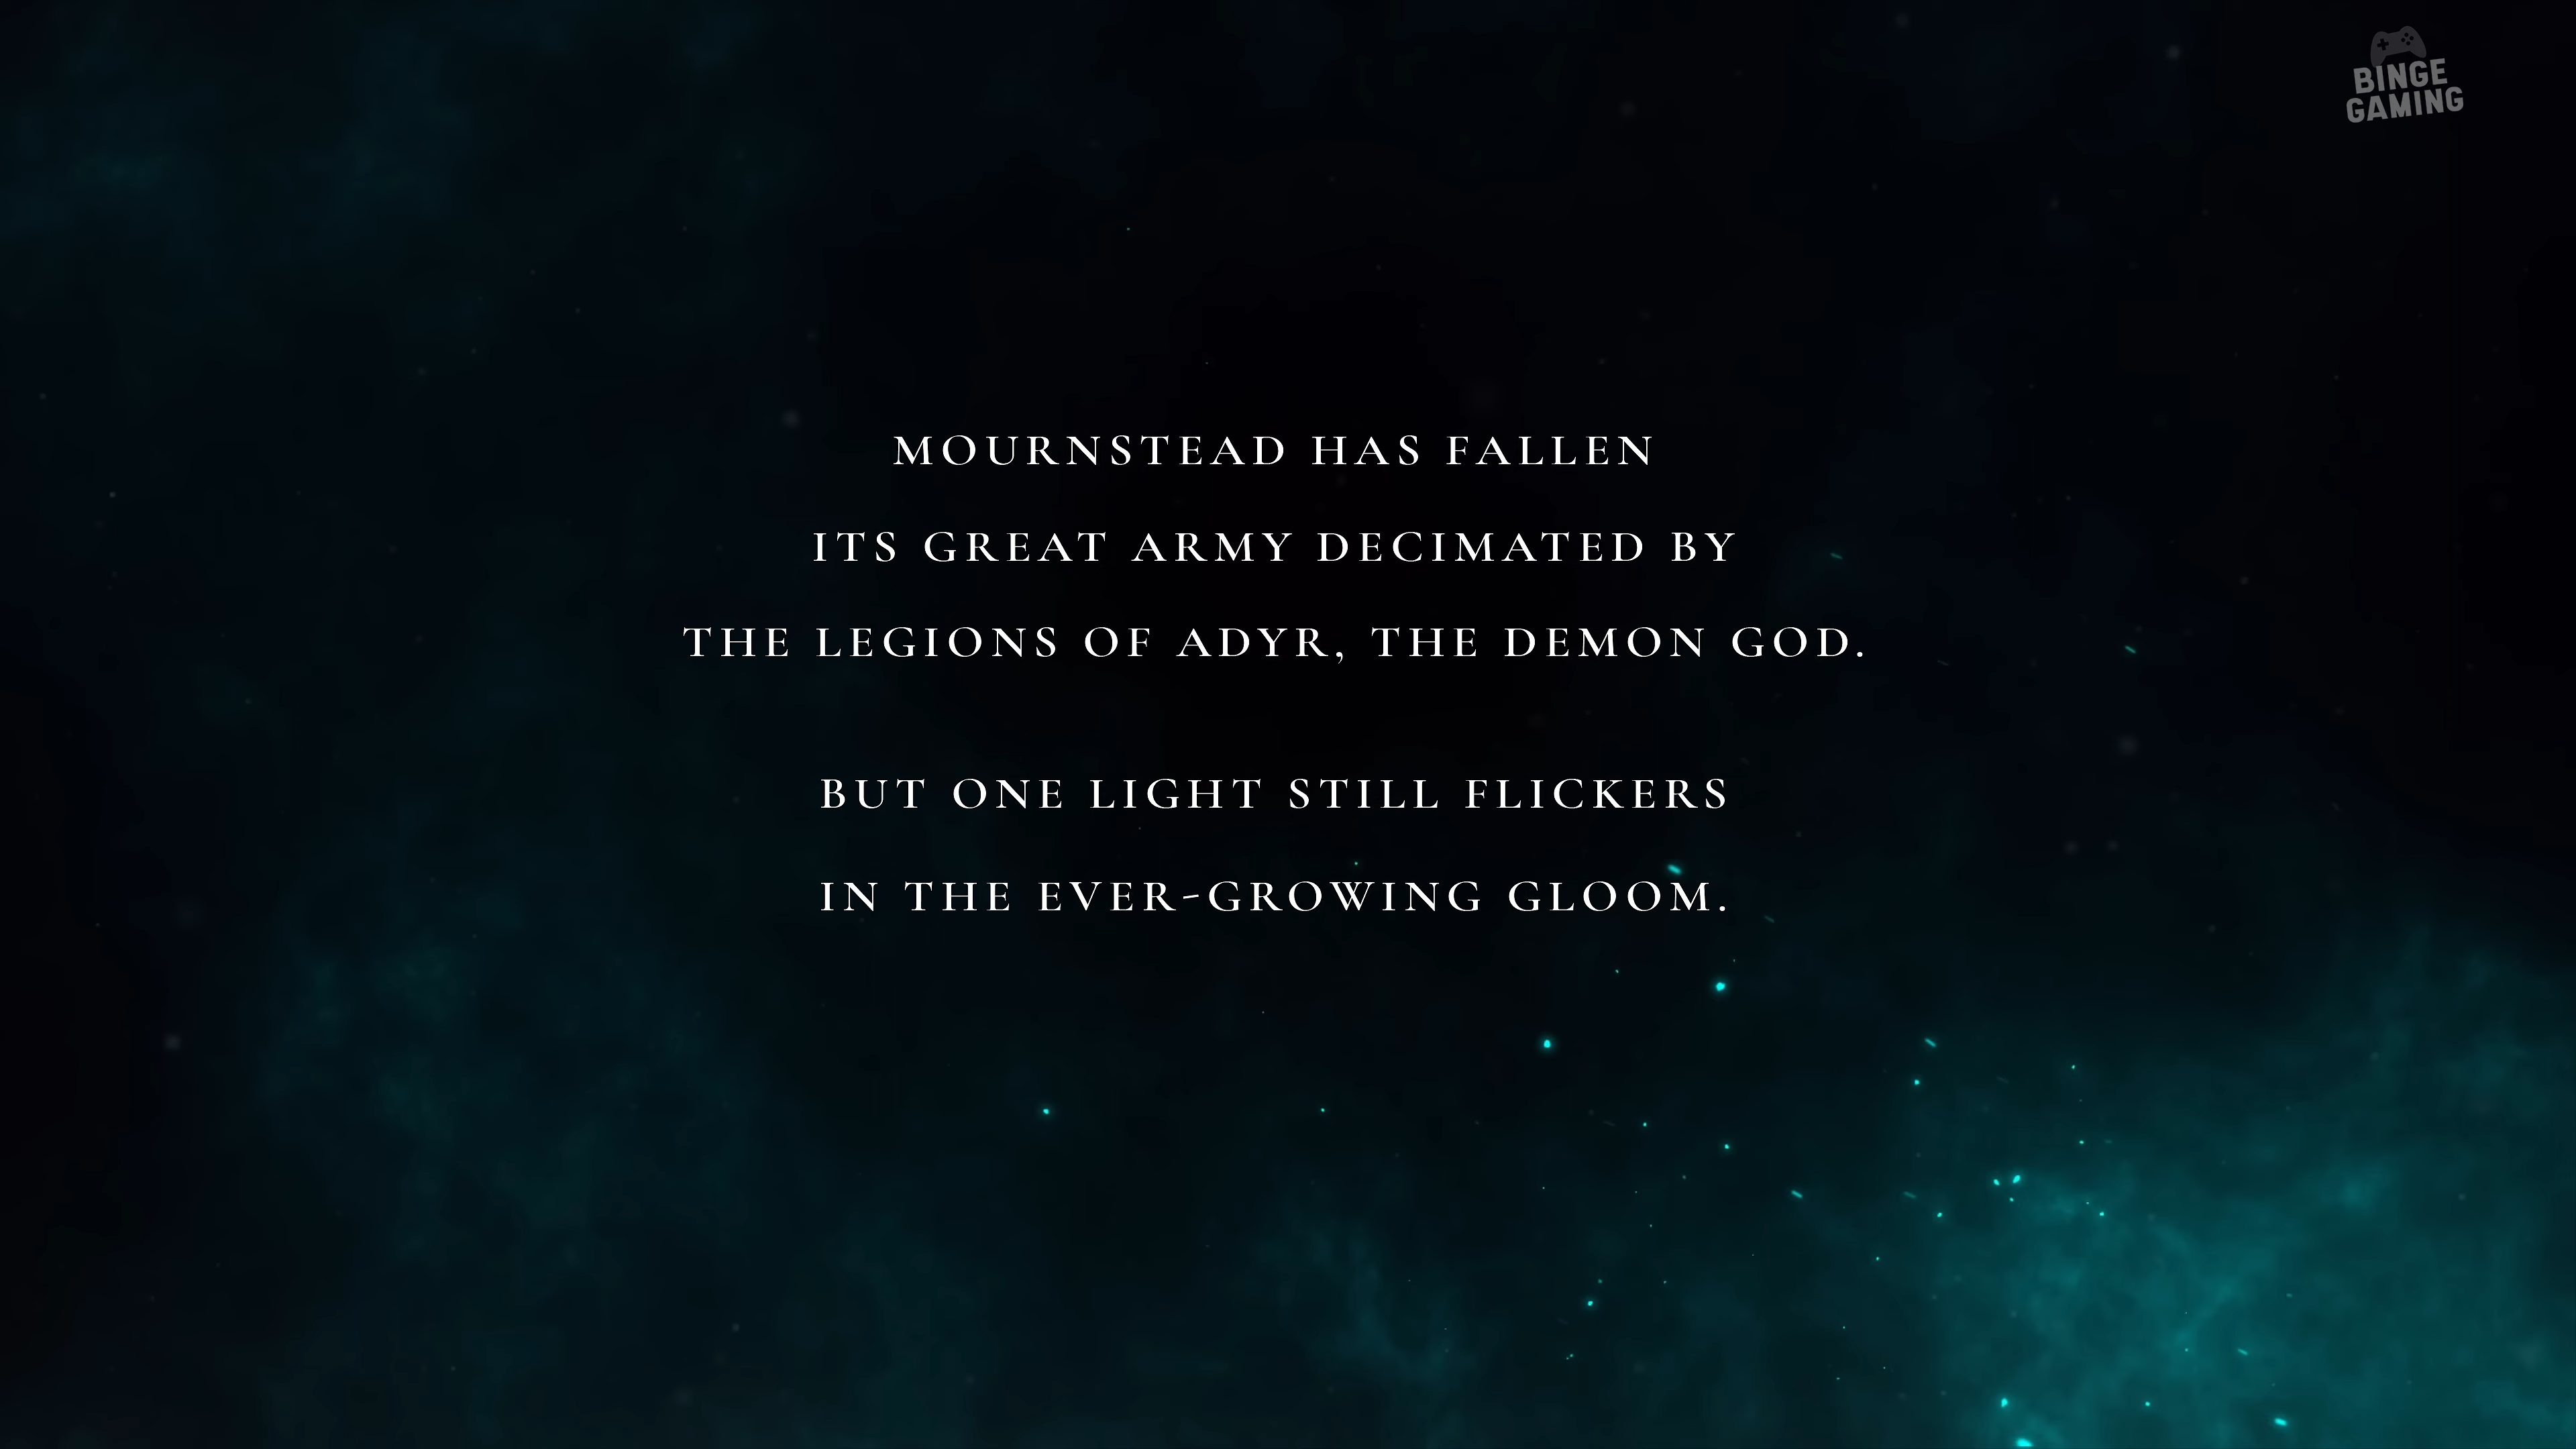 BINGE
GAMING
MOURNSTEAD HAS FALLEN
ITS GREAT ARMY DECIMATED BY
THE LEGIONS OF ADYR, THE DEMON GOD.
BUT ONE LIGHT STILL FLICKERS
IN THE EVER-GROWING GLOOM.